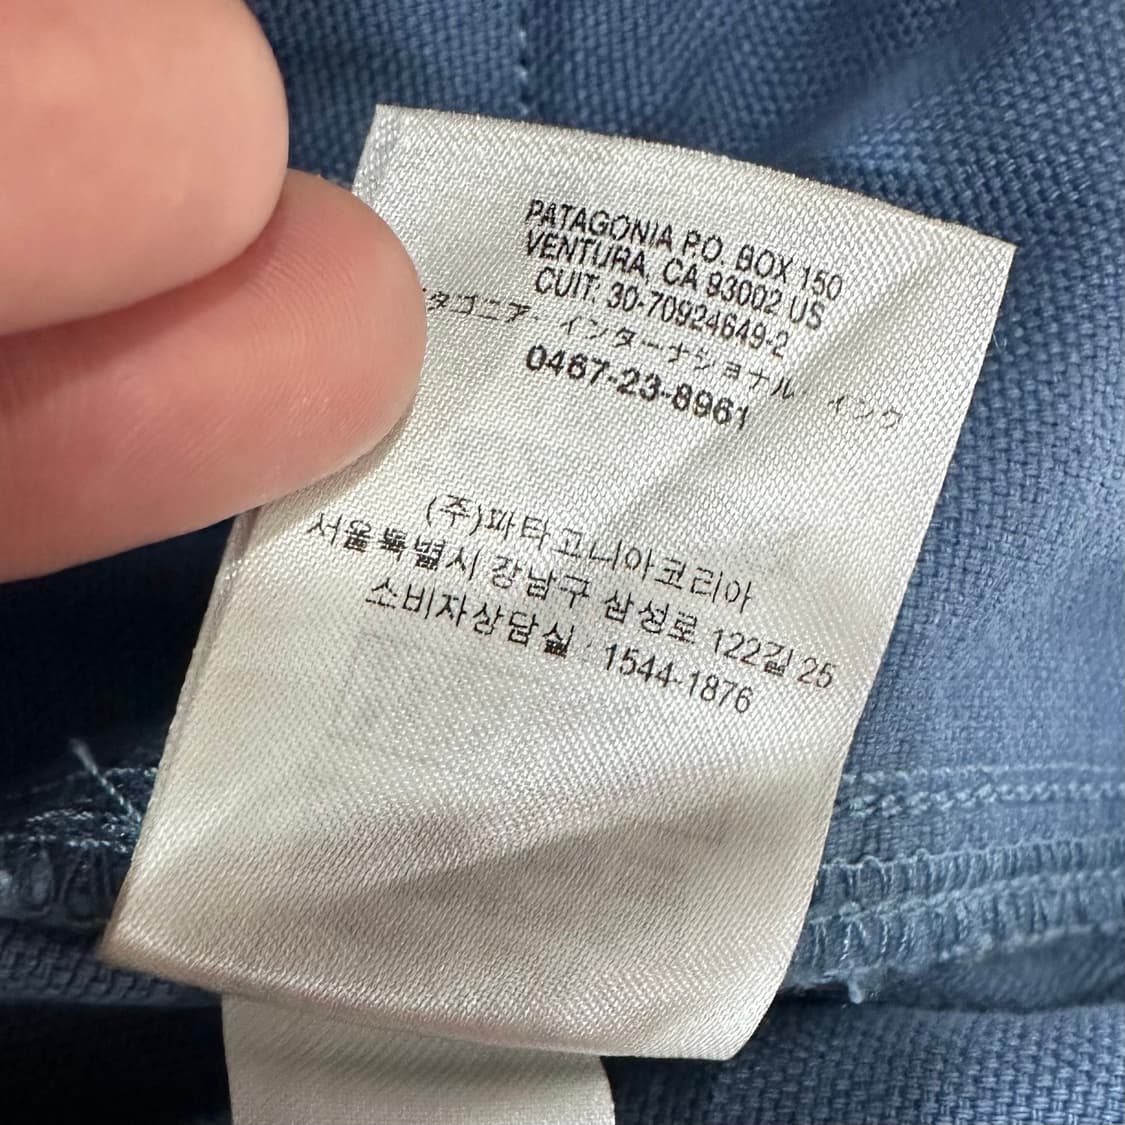 PATAGONIA P.O. BOX 150
VENTURA, CA 93002 US
CUIT: 30-70924649-2
タゴニア・インターナショナル・インク
0467-23-8961
(주)파타고니아코리아
서울특별시 강남구 삼성로 122길 25
소비자상담실 : 1544-1876